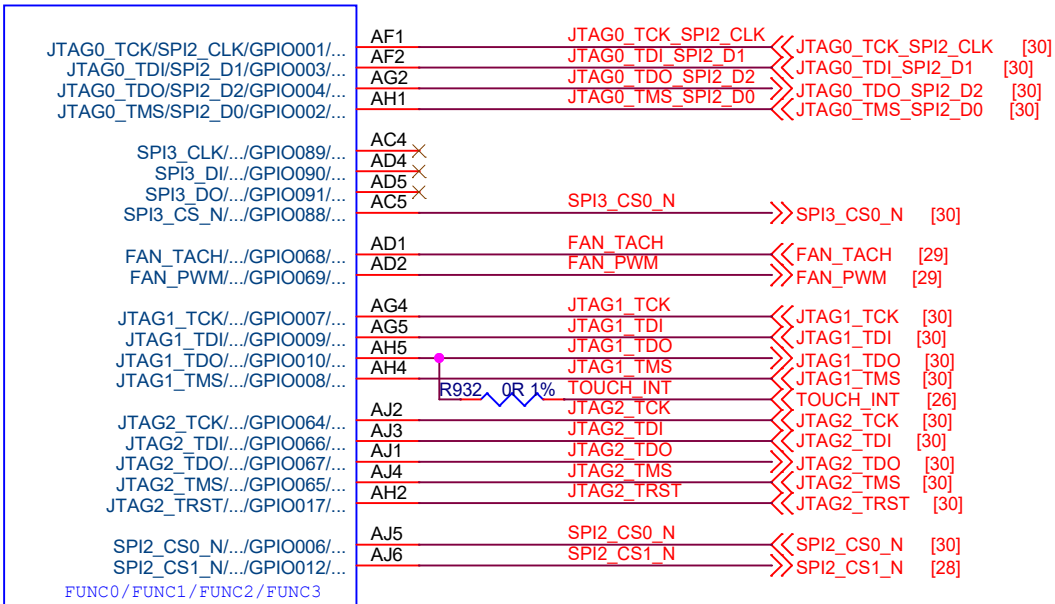 JTAG0_TCK/SPI2_CLK/GPIO001/... AF1 JTAG0_TCK_SPI2_CLK JTAG0_TCK_SPI2_CLK [30]
JTAG0_TDI/SPI2_D1/GPIO003/... AF2 JTAG0_TDI_SPI2_D1 JTAG0_TDI_SPI2_D1 [30]
JTAG0_TDO/SPI2_D2/GPIO004/... AG2 JTAG0_TDO_SPI2_D2 JTAG0_TDO_SPI2_D2 [30]
JTAG0_TMS/SPI2_D0/GPIO002/... AH1 JTAG0_TMS_SPI2_D0 JTAG0_TMS_SPI2_D0 [30]
SPI3_CLK/.../GPIO089/... AC4
SPI3_DI/.../GPIO090/... AD4
SPI3_DO/.../GPIO091/... AD5
SPI3_CS_N/.../GPIO088/... AC5 SPI3_CS0_N SPI3_CS0_N [30]
FAN_TACH/.../GPIO068/... AD1 FAN_TACH FAN_TACH [29]
FAN_PWM/.../GPIO069/... AD2 FAN_PWM FAN_PWM [29]
JTAG1_TCK/.../GPIO007/... AG4 JTAG1_TCK JTAG1_TCK [30]
JTAG1_TDI/.../GPIO009/... AG5 JTAG1_TDI JTAG1_TDI [30]
JTAG1_TDO/.../GPIO010/... AH5 JTAG1_TDO JTAG1_TDO [30]
JTAG1_TMS/.../GPIO008/... AH4 JTAG1_TMS JTAG1_TMS [30]
R932 0R 1% TOUCH_INT TOUCH_INT [26]
JTAG2_TCK/.../GPIO064/... AJ2 JTAG2_TCK JTAG2_TCK [30]
JTAG2_TDI/.../GPIO066/... AJ3 JTAG2_TDI JTAG2_TDI [30]
JTAG2_TDO/.../GPIO067/... AJ1 JTAG2_TDO JTAG2_TDO [30]
JTAG2_TMS/.../GPIO065/... AJ4 JTAG2_TMS JTAG2_TMS [30]
JTAG2_TRST/.../GPIO017/... AH2 JTAG2_TRST JTAG2_TRST [30]
SPI2_CS0_N/.../GPIO006/... AJ5 SPI2_CS0_N SPI2_CS0_N [30]
SPI2_CS1_N/.../GPIO012/... AJ6 SPI2_CS1_N SPI2_CS1_N [28]
FUNC0/FUNC1/FUNC2/FUNC3